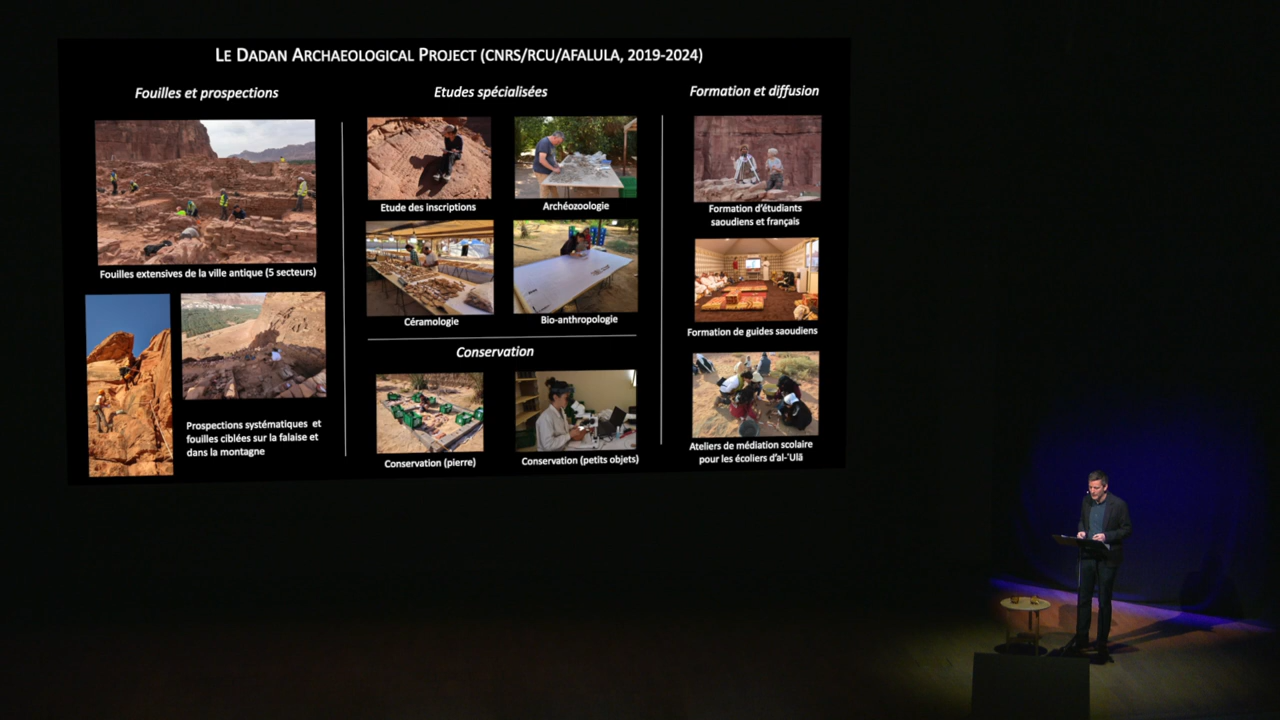 LE DADAN ARCHAEOLOGICAL PROJECT (CNRS/RCU/AFALULA, 2019-2024)
Fouilles et prospections
Fouilles extensives de la ville antique (5 secteurs)
Prospections systématiques et
fouilles ciblées sur la falaise et
dans la montagne
Etudes spécialisées
Etude des inscriptions
Archéozoologie
Céramologie
Bio-anthropologie
Conservation
Conservation (pierre)
Conservation (petits objets)
Formation et diffusion
Formation d'étudiants
saoudiens et français
Formation de guides saoudiens
Ateliers de médiation scolaire
pour les écoliers d'al-ʿUlā